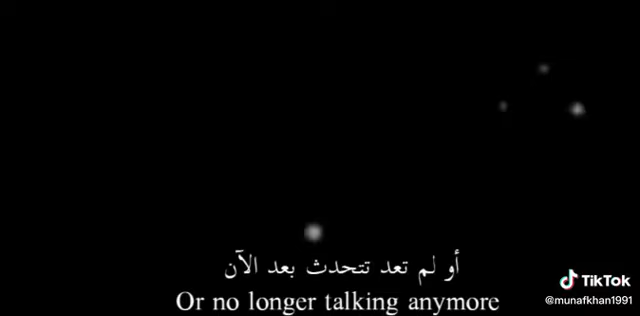 أو لم تعد تتحدث بعد الآن
Or no longer talking anymore
TikTok
@munafkhan1991